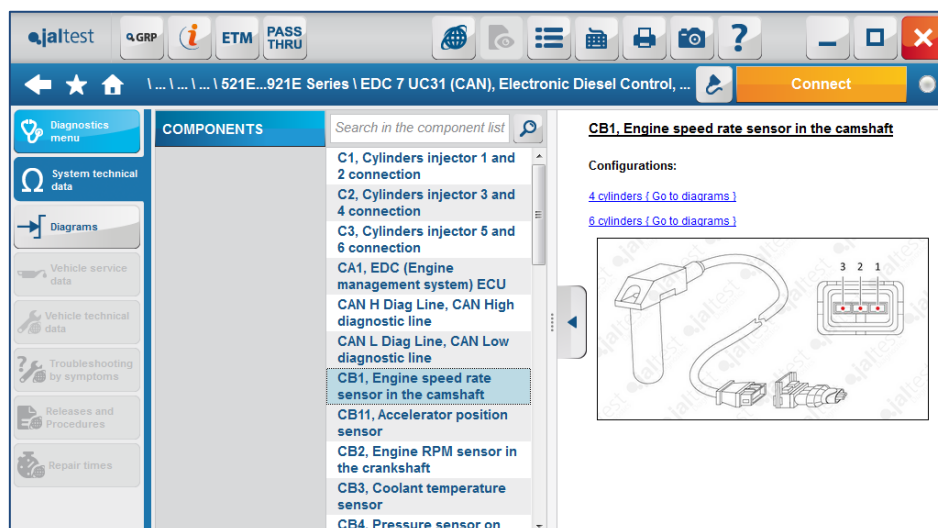 jaltest
GRP
i
ETM
PASS
THRU
?
\ ... \ ... \ ... \ 521E...921E Series \ EDC 7 UC31 (CAN), Electronic Diesel Control, ...
Connect
Diagnostics
menu
System technical
data
Diagrams
Vehicle service
data
Vehicle technical
data
Troubleshooting
by symptoms
Releases and
Procedures
Repair times
COMPONENTS
Search in the component list
C1, Cylinders injector 1 and
2 connection
C2, Cylinders injector 3 and
4 connection
C3, Cylinders injector 5 and
6 connection
CA1, EDC (Engine
management system) ECU
CAN H Diag Line, CAN High
diagnostic line
CAN L Diag Line, CAN Low
diagnostic line
CB1, Engine speed rate
sensor in the camshaft
CB11, Accelerator position
sensor
CB2, Engine RPM sensor in
the crankshaft
CB3, Coolant temperature
sensor
CB4, Pressure sensor on
CB1, Engine speed rate sensor in the camshaft
Configurations:
4 cylinders { Go to diagrams }
6 cylinders { Go to diagrams }
3 2 1